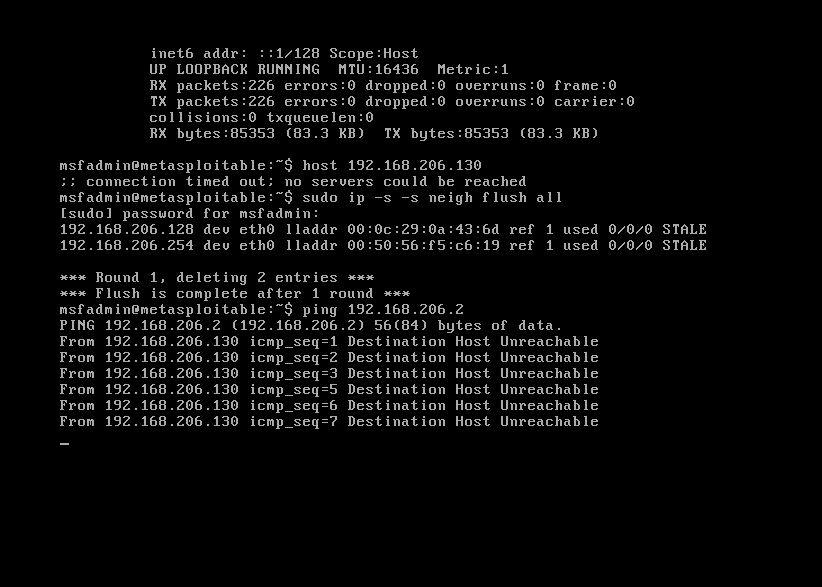 inet6 addr: ::1/128 Scope:Host
UP LOOPBACK RUNNING  MTU:16436  Metric:1
RX packets:226 errors:0 dropped:0 overruns:0 frame:0
TX packets:226 errors:0 dropped:0 overruns:0 carrier:0
collisions:0 txqueuelen:0
RX bytes:85353 (83.3 KB)  TX bytes:85353 (83.3 KB)
msfadmin@metasploitable:~$ host 192.168.206.130
;; connection timed out; no servers could be reached
msfadmin@metasploitable:~$ sudo ip -s -s neigh flush all
[sudo] password for msfadmin:
192.168.206.128 dev eth0 lladdr 00:0c:29:0a:43:6d ref 1 used 0/0/0 STALE
192.168.206.254 dev eth0 lladdr 00:50:56:f5:c6:19 ref 1 used 0/0/0 STALE
*** Round 1, deleting 2 entries ***
*** Flush is complete after 1 round ***
msfadmin@metasploitable:~$ ping 192.168.206.2
PING 192.168.206.2 (192.168.206.2) 56(84) bytes of data.
From 192.168.206.130 icmp_seq=1 Destination Host Unreachable
From 192.168.206.130 icmp_seq=2 Destination Host Unreachable
From 192.168.206.130 icmp_seq=3 Destination Host Unreachable
From 192.168.206.130 icmp_seq=5 Destination Host Unreachable
From 192.168.206.130 icmp_seq=6 Destination Host Unreachable
From 192.168.206.130 icmp_seq=7 Destination Host Unreachable